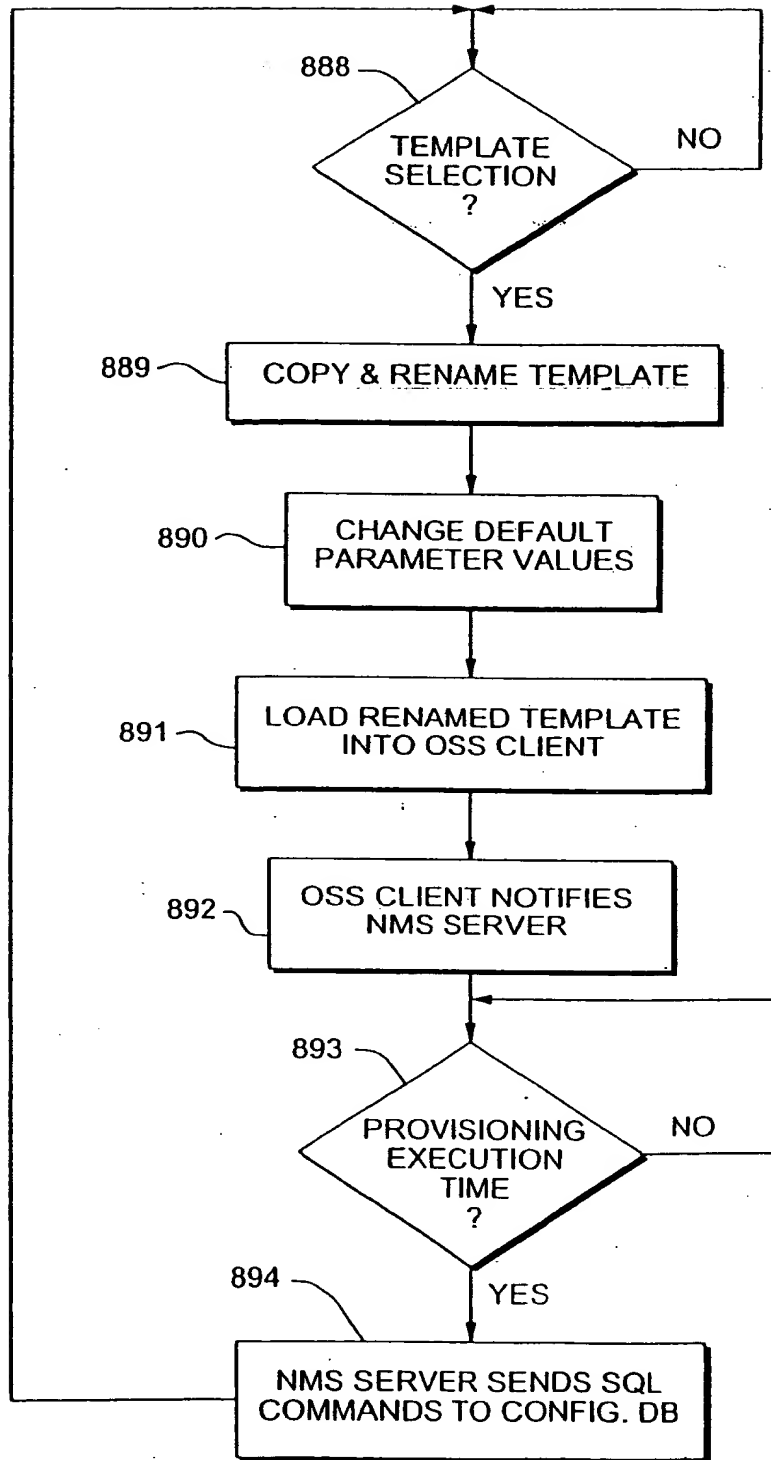 888
TEMPLATE
SELECTION
?
NO
YES
889
COPY & RENAME TEMPLATE
890
CHANGE DEFAULT
PARAMETER VALUES
891
LOAD RENAMED TEMPLATE
INTO OSS CLIENT
892
OSS CLIENT NOTIFIES
NMS SERVER
893
PROVISIONING
EXECUTION
TIME
?
NO
YES
894
NMS SERVER SENDS SQL
COMMANDS TO CONFIG. DB